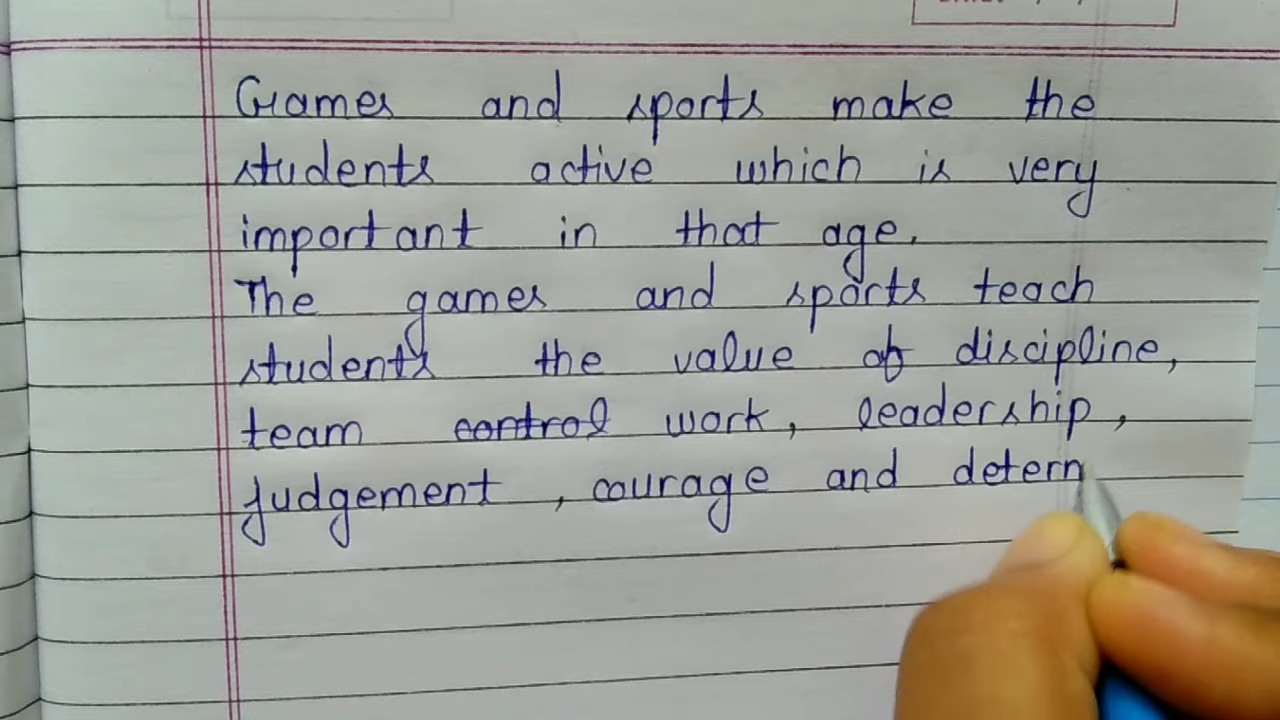 Games and sports make the
students active which is very
important in that age.
The games and sports teach
students the value of discipline,
team control work, leadership,
judgement, courage and determ